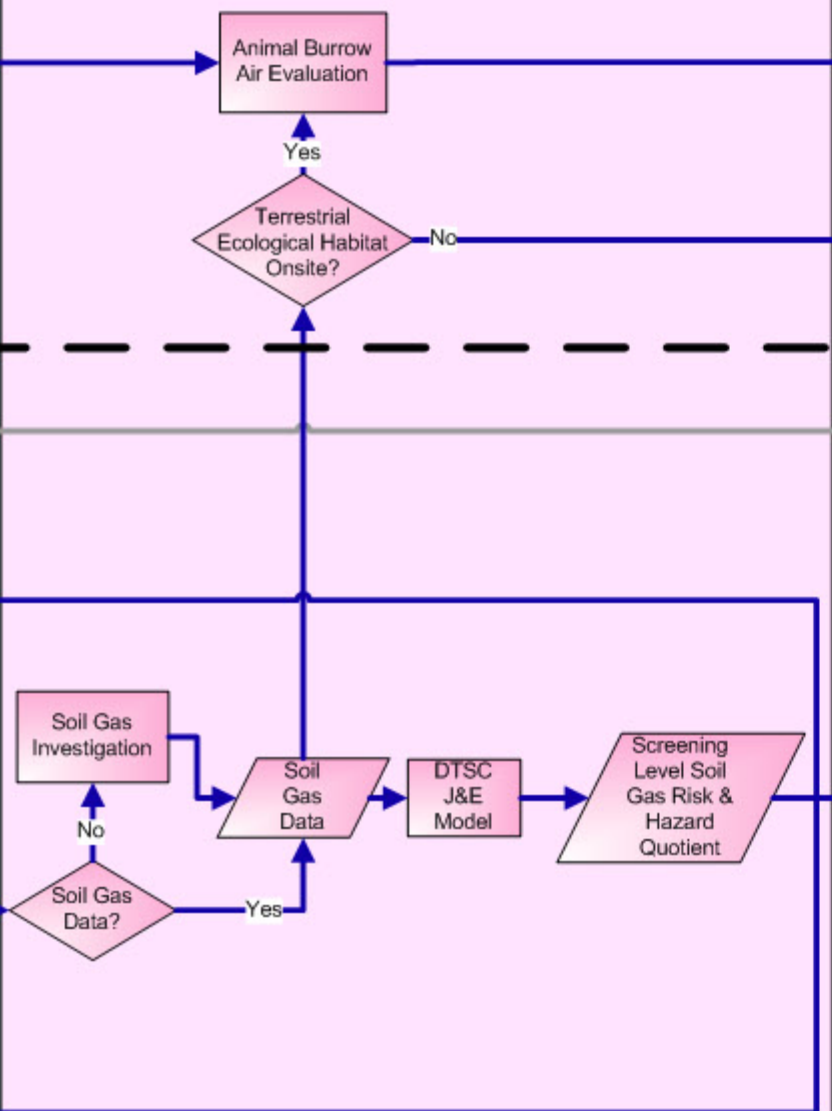 Animal Burrow
Air Evaluation
Yes
Terrestrial
Ecological Habitat
Onsite?
No
Soil Gas
Investigation
Soil
Gas
Data
DTSC
J&E
Model
Screening
Level Soil
Gas Risk &
Hazard
Quotient
No
Soil Gas
Data?
Yes